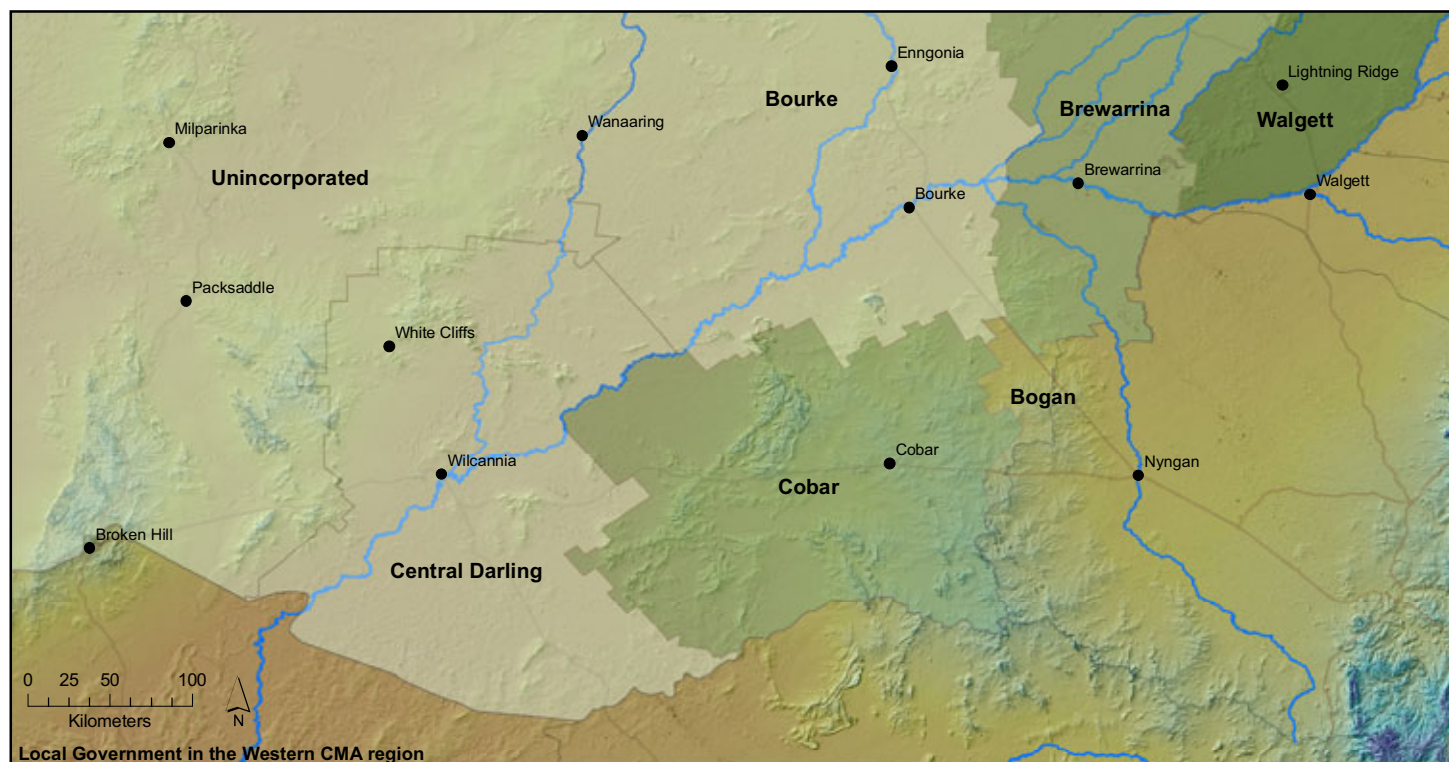 Enngonia
Lightning Ridge
Bourke
Brewarrina
Walgett
Wanaaring
Milparinka
Unincorporated
Brewarrina
Walgett
Bourke
Packsaddle
White Cliffs
Bogan
Cobar
Wilcannia
Nyngan
Cobar
Broken Hill
Central Darling
0 25 50 100
Kilometers
N
Local Government in the Western CMA region